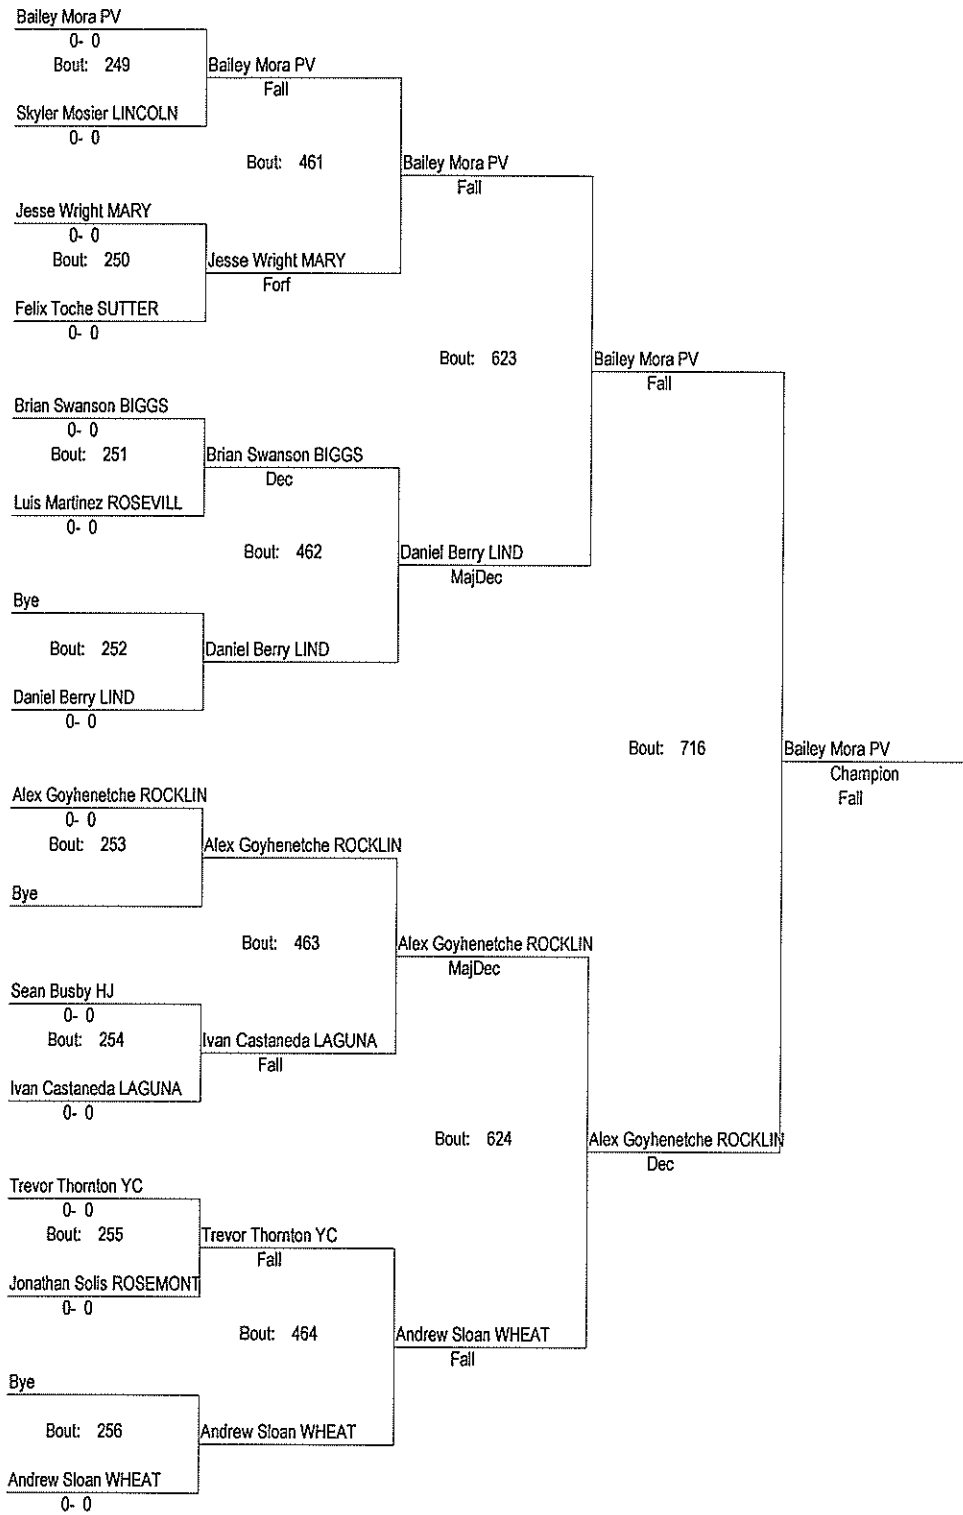 Bailey Mora PV
0- 0
Bout: 249
Bailey Mora PV
Fall
Skyler Mosier LINCOLN
0- 0
Bout: 461
Bailey Mora PV
Fall
Jesse Wright MARY
0- 0
Bout: 250
Jesse Wright MARY
Forf
Felix Toche SUTTER
0- 0
Bout: 623
Bailey Mora PV
Fall
Brian Swanson BIGGS
0- 0
Bout: 251
Brian Swanson BIGGS
Dec
Luis Martinez ROSEVILL
0- 0
Bout: 462
Daniel Berry LIND
MajDec
Bye
Bout: 252
Daniel Berry LIND
Daniel Berry LIND
0- 0
Bout: 716
Bailey Mora PV
Champion
Fall
Alex Goyhenetche ROCKLIN
0- 0
Bout: 253
Alex Goyhenetche ROCKLIN
Bye
Bout: 463
Alex Goyhenetche ROCKLIN
MajDec
Sean Busby HJ
0- 0
Bout: 254
Ivan Castaneda LAGUNA
Fall
Ivan Castaneda LAGUNA
0- 0
Bout: 624
Alex Goyhenetche ROCKLIN
Dec
Trevor Thornton YC
0- 0
Bout: 255
Trevor Thornton YC
Fall
Jonathan Solis ROSEMONT
0- 0
Bout: 464
Andrew Sloan WHEAT
Fall
Bye
Bout: 256
Andrew Sloan WHEAT
Andrew Sloan WHEAT
0- 0